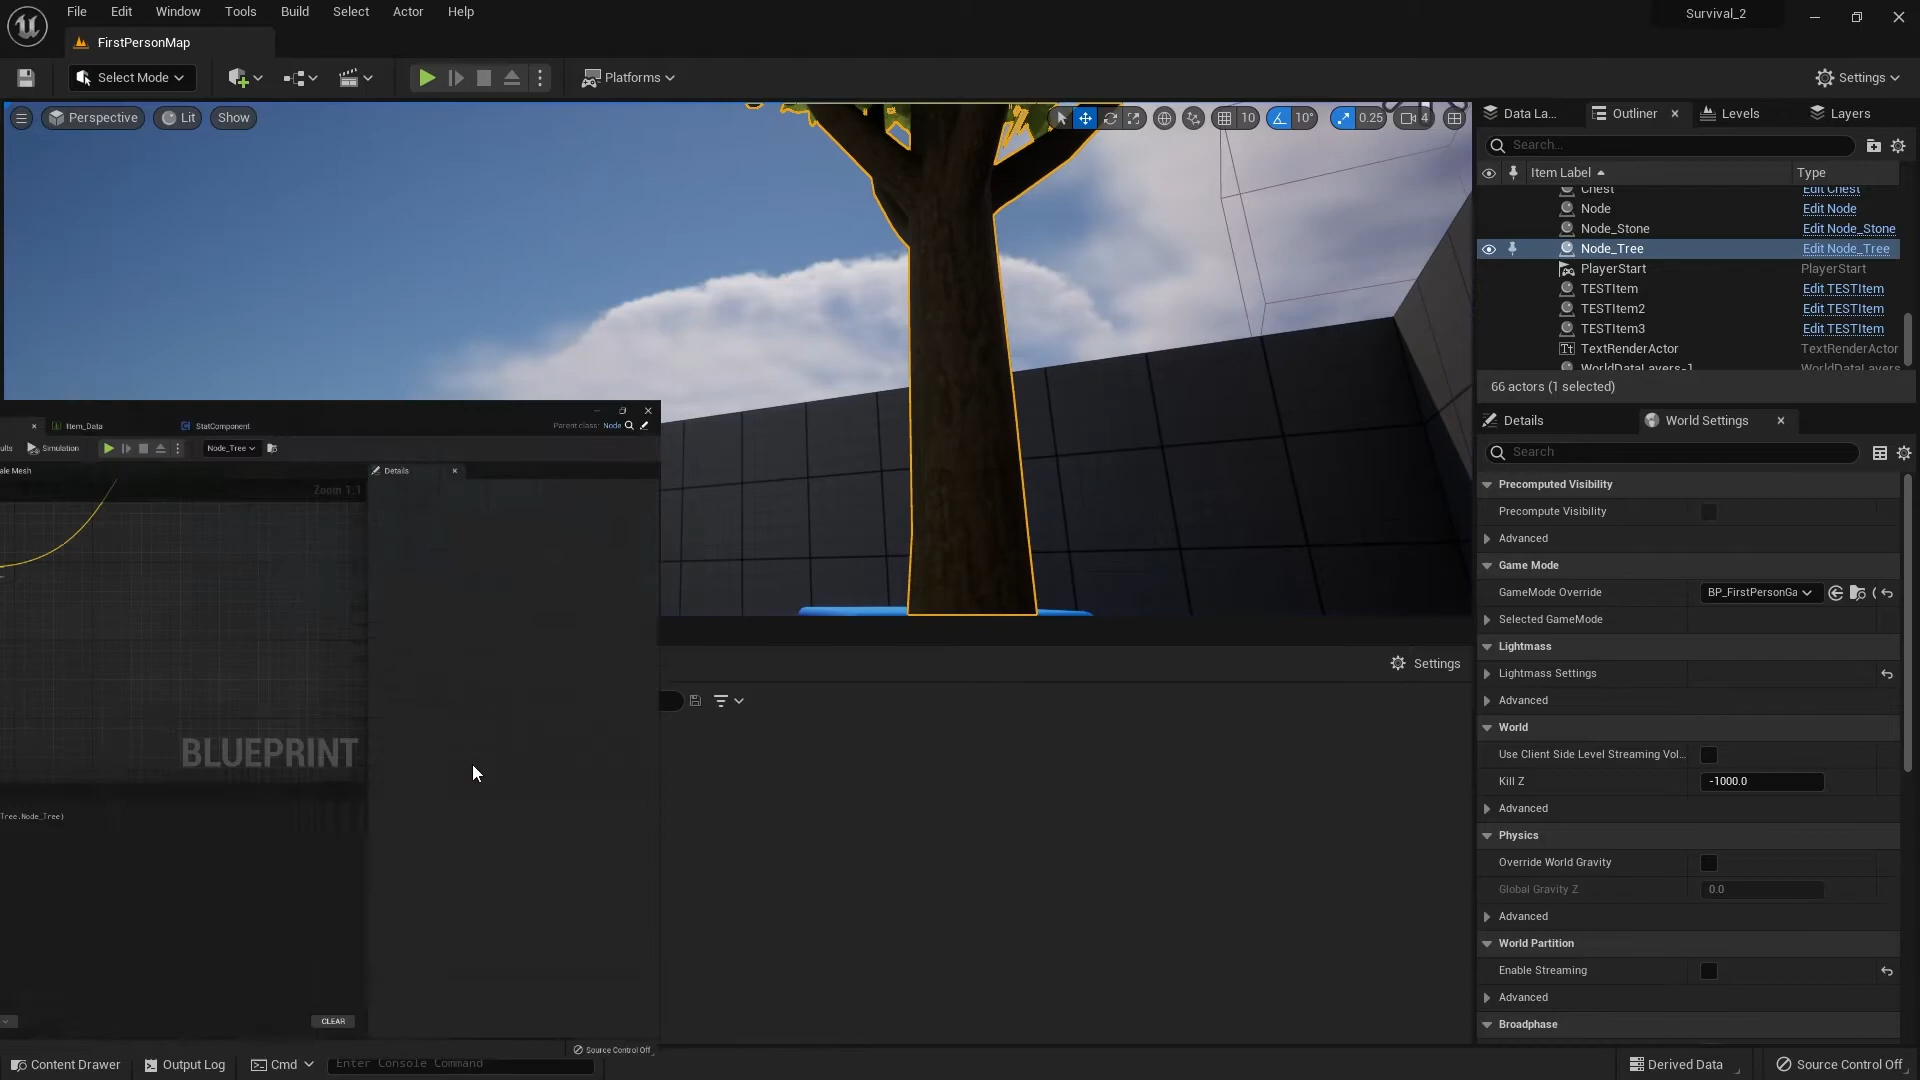 File Edit Window Tools Build Select Actor Help
Survival_2
FirstPersonMap
Select Mode
Platforms
Settings
Perspective
Lit
Show
10
10°
0.25
4
Data La...
Outliner
Levels
Layers
Search...
Item Label
Type
Chest Edit Chest
Node Edit Node
Node_Stone Edit Node_Stone
Node_Tree Edit Node_Tree
PlayerStart PlayerStart
TESTItem Edit TESTItem
TESTItem2 Edit TESTItem
TESTItem3 Edit TESTItem
TextRenderActor TextRenderActor
WorldDataLayers-1 WorldDataLayers
66 actors (1 selected)
Details
World Settings
Search
Precomputed Visibility
Precompute Visibility
Advanced
Game Mode
GameMode Override BP_FirstPersonGa
Selected GameMode
Lightmass
Lightmass Settings
Advanced
World
Use Client Side Level Streaming Vol...
Kill Z -1000.0
Advanced
Physics
Override World Gravity
Global Gravity Z 0.0
Advanced
World Partition
Enable Streaming
Advanced
Broadphase
Item_Data
StatComponent
Parent class: Node
ults
Simulation
Node_Tree
ale Mesh
Details
Zoom 1:1
BLUEPRINT
Tree.Node_Tree)
CLEAR
Source Control Off
Settings
Content Drawer
Output Log
Cmd
Enter Console Command
Derived Data
Source Control Off